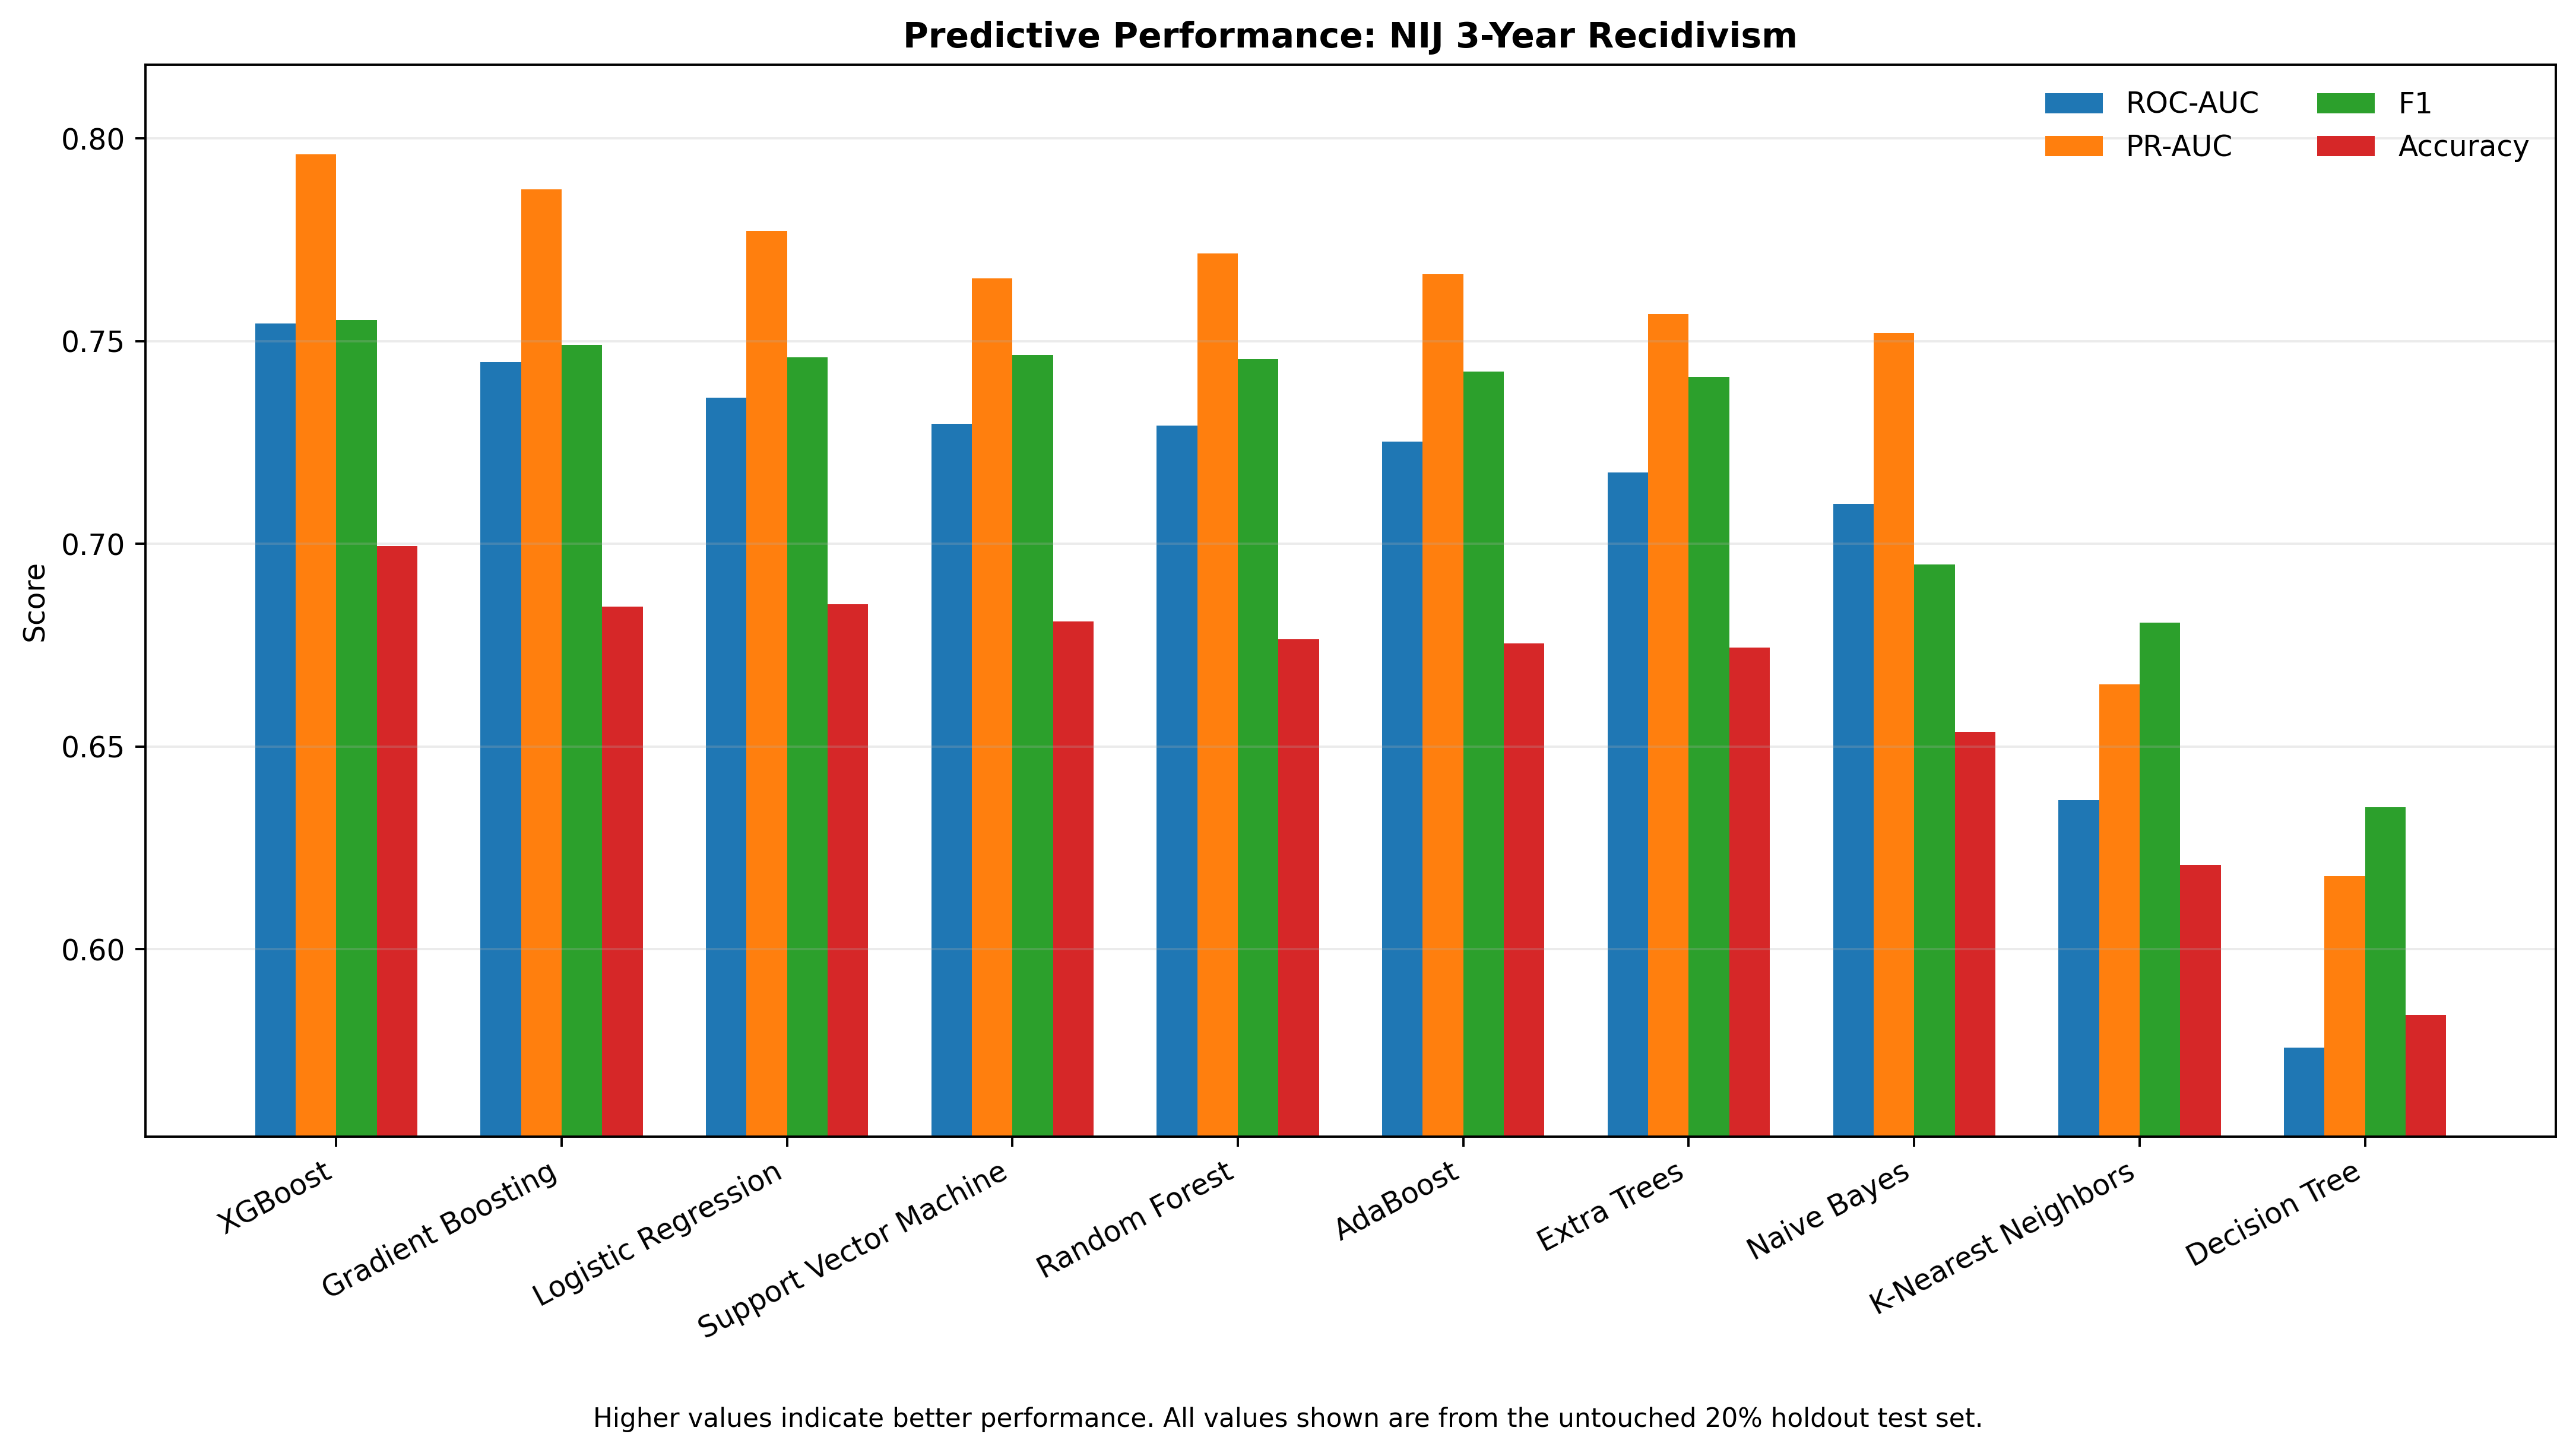 Predictive Performance: NIJ 3-Year Recidivism
ROC-AUC
PR-AUC
F1
Accuracy
0.80
0.75
0.70
0.65
0.60
Score
XGBoost
Gradient Boosting
Logistic Regression
Support Vector Machine
Random Forest
AdaBoost
Extra Trees
Naive Bayes
K-Nearest Neighbors
Decision Tree
Higher values indicate better performance. All values shown are from the untouched 20% holdout test set.